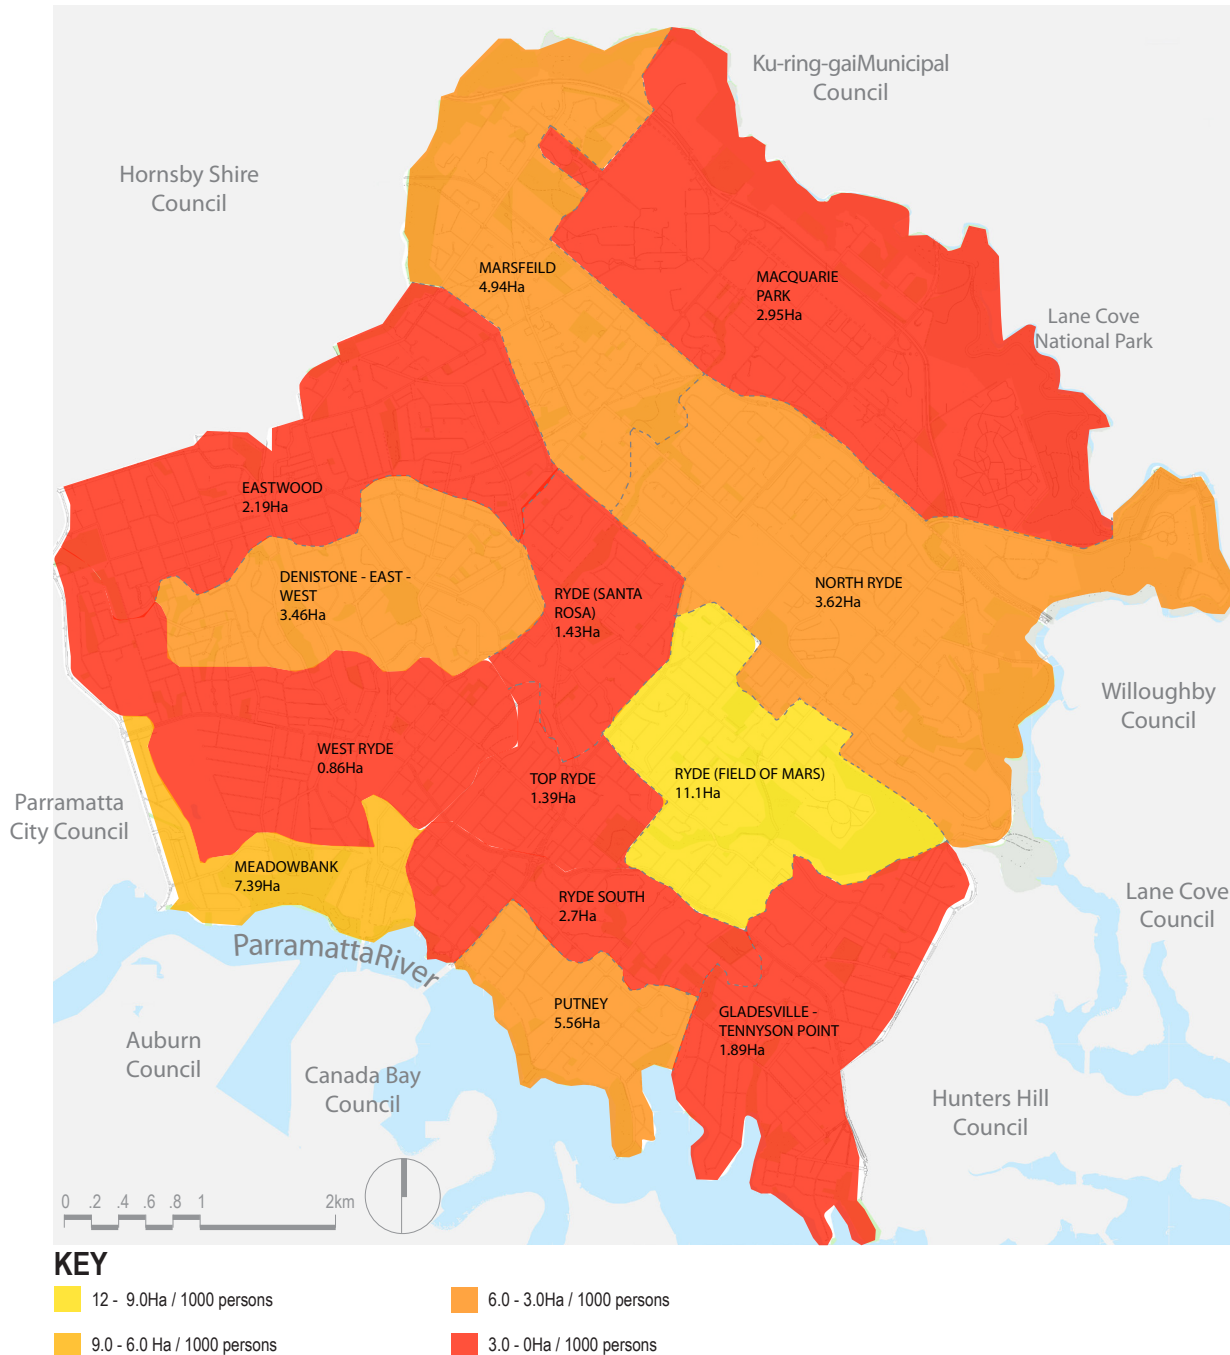 Ku-ring-gaiMunicipal
Council
Hornsby Shire
Council
MARSFEILD
4.94Ha
MACQUARIE
PARK
2.95Ha
Lane Cove
National Park
EASTWOOD
2.19Ha
DENISTONE - EAST -
WEST
3.46Ha
RYDE (SANTA
ROSA)
1.43Ha
NORTH RYDE
3.62Ha
Willoughby
Council
WEST RYDE
0.86Ha
TOP RYDE
1.39Ha
RYDE (FIELD OF MARS)
11.1Ha
Parramatta
City Council
MEADOWBANK
7.39Ha
RYDE SOUTH
2.7Ha
Lane Cove
Council
ParramattaRiver
PUTNEY
5.56Ha
GLADESVILLE -
TENNYSON POINT
1.89Ha
Auburn
Council
Canada Bay
Council
Hunters Hill
Council
0 .2 .4 .6 .8 1 2km
KEY
12 - 9.0Ha / 1000 persons
6.0 - 3.0Ha / 1000 persons
9.0 - 6.0 Ha / 1000 persons
3.0 - 0Ha / 1000 persons